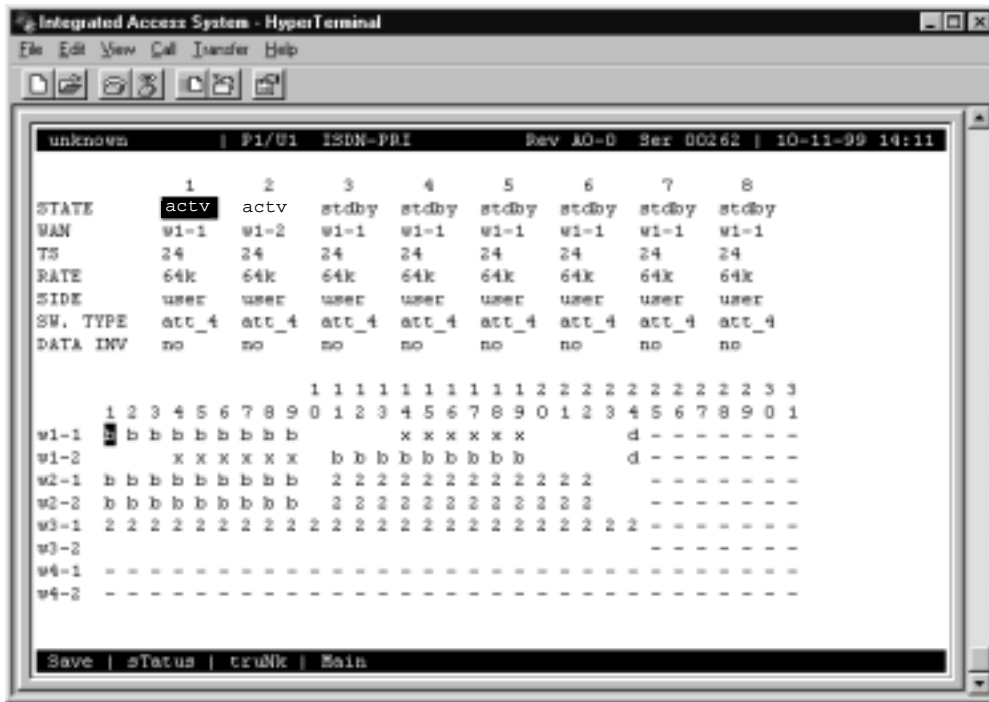 Integrated Access System - HyperTerminal
File Edit View Call Transfer Help
unknown | P1/U1 ISDN-PRI Rev A0-0 Ser 00262 | 10-11-99 14:11
1 2 3 4 5 6 7 8
STATE actv actv stdby stdby stdby stdby stdby stdby
WAN w1-1 w1-2 w1-1 w1-1 w1-1 w1-1 w1-1 w1-1
TS 24 24 24 24 24 24 24 24
RATE 64k 64k 64k 64k 64k 64k 64k 64k
SIDE user user user user user user user user
SW. TYPE att_4 att_4 att_4 att_4 att_4 att_4 att_4 att_4
DATA INV no no no no no no no no
1 1 1 1 1 1 1 1 1 1 2 2 2 2 2 2 2 2 2 2 3 3
1 2 3 4 5 6 7 8 9 0 1 2 3 4 5 6 7 8 9 0 1 2 3 4 5 6 7 8 9 0 1
w1-1 b b b b b b b b b x x x x x x d - - - - - - -
w1-2 x x x x x x b b b b b b b b b d - - - - - - -
w2-1 b b b b b b b b b 2 2 2 2 2 2 2 2 2 2 2 2 - - - - - - -
w2-2 b b b b b b b b b 2 2 2 2 2 2 2 2 2 2 2 2 - - - - - - -
w3-1 2 2 2 2 2 2 2 2 2 2 2 2 2 2 2 2 2 2 2 2 2 2 2 2 - - - - - - -
w3-2 - - - - - - -
w4-1 - - - - - - - - - - - - - - - - - - - - - - - - - - - - - - -
w4-2 - - - - - - - - - - - - - - - - - - - - - - - - - - - - - - -
Save | sTatus | truNk | Main